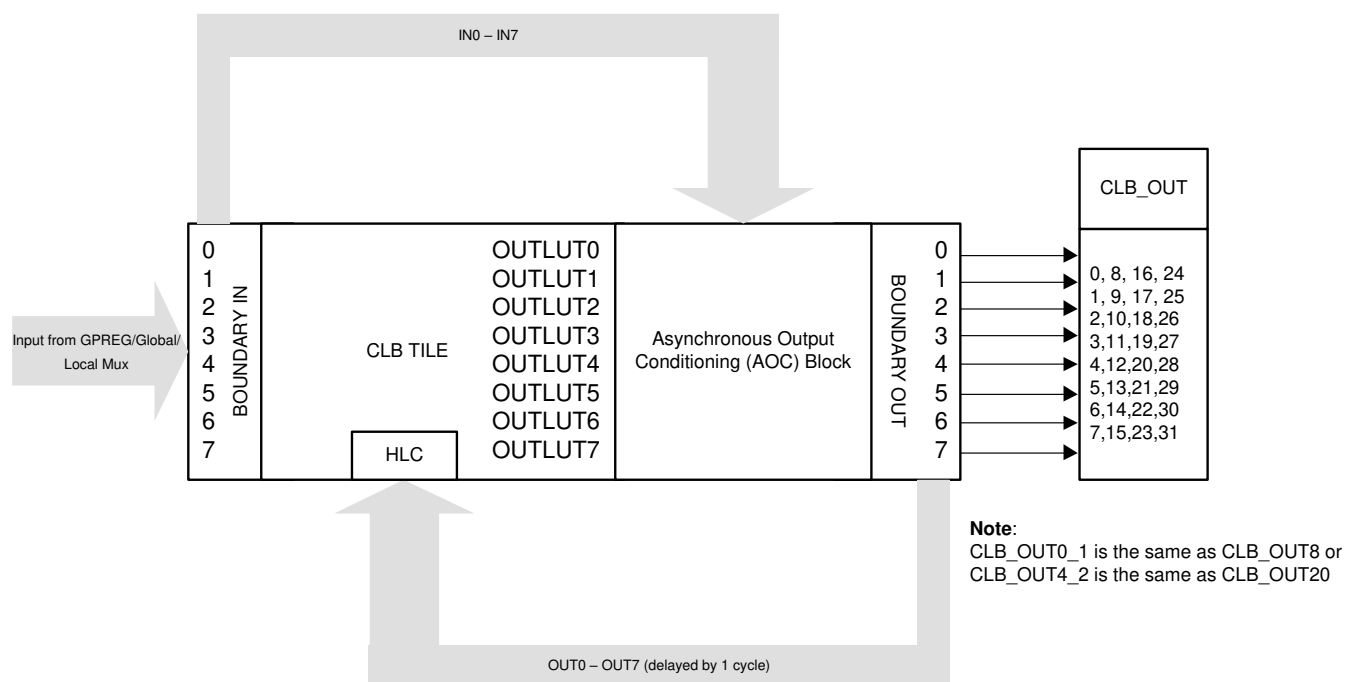 IN0 – IN7
CLB_OUT
Input from GPREG/Global/
Local Mux
0
1
2
3
4
5
6
7
BOUNDARY IN
CLB TILE
HLC
OUTLUT0
OUTLUT1
OUTLUT2
OUTLUT3
OUTLUT4
OUTLUT5
OUTLUT6
OUTLUT7
Asynchronous Output
Conditioning (AOC) Block
BOUNDARY OUT
0
1
2
3
4
5
6
7
0, 8, 16, 24
1, 9, 17, 25
2,10,18,26
3,11,19,27
4,12,20,28
5,13,21,29
6,14,22,30
7,15,23,31
Note:
CLB_OUT0_1 is the same as CLB_OUT8 or
CLB_OUT4_2 is the same as CLB_OUT20
OUT0 – OUT7 (delayed by 1 cycle)